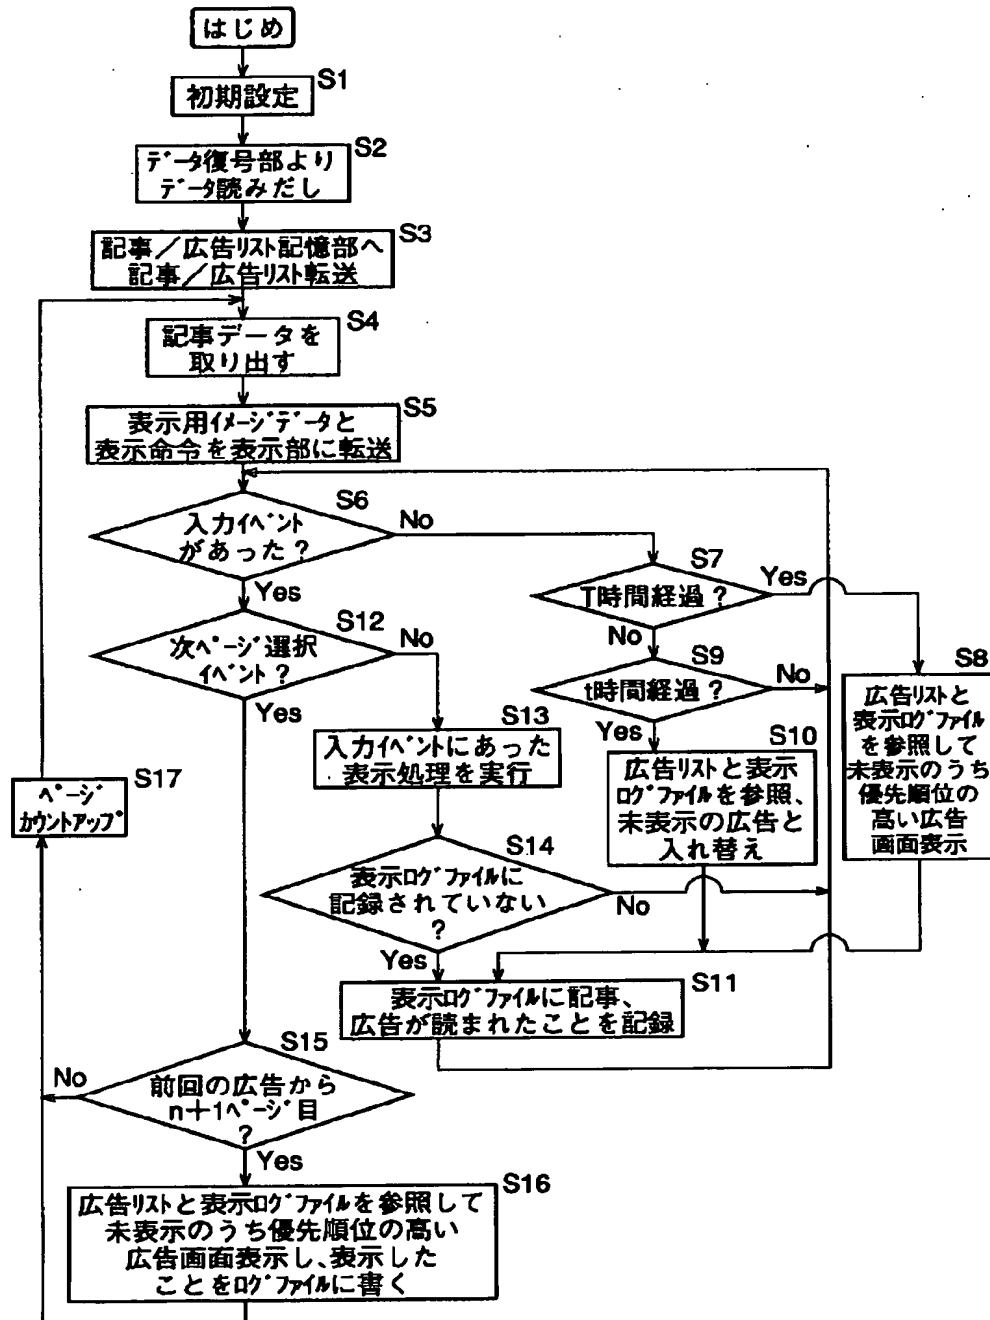 はじめ
S1
初期設定
S2
データ復号部より
データ読みだし
S3
記事／広告リスト記憶部へ
記事／広告リスト転送
S4
記事データを
取り出す
S5
表示用イメージデータと
表示命令を表示部に転送
S6
入力イベント
があった？
No
Yes
S7
T時間経過？
Yes
No
S8
広告リストと
表示ログファイル
を参照して
未表示のうち
優先順位の
高い広告
画面表示
S9
t時間経過？
No
Yes
S10
広告リストと表示
ログファイルを参照、
未表示の広告と
入れ替え
S12
次ページ選択
イベント？
No
Yes
S13
入力イベントにあった
表示処理を実行
S14
表示ログファイルに
記録されていない
？
No
Yes
S11
表示ログファイルに記事、
広告が読まれたことを記録
S17
ページ
カウントアップ
S15
前回の広告から
n＋1ページ目
？
No
Yes
S16
広告リストと表示ログファイルを参照して
未表示のうち優先順位の高い
広告画面表示し、表示した
ことをログファイルに書く